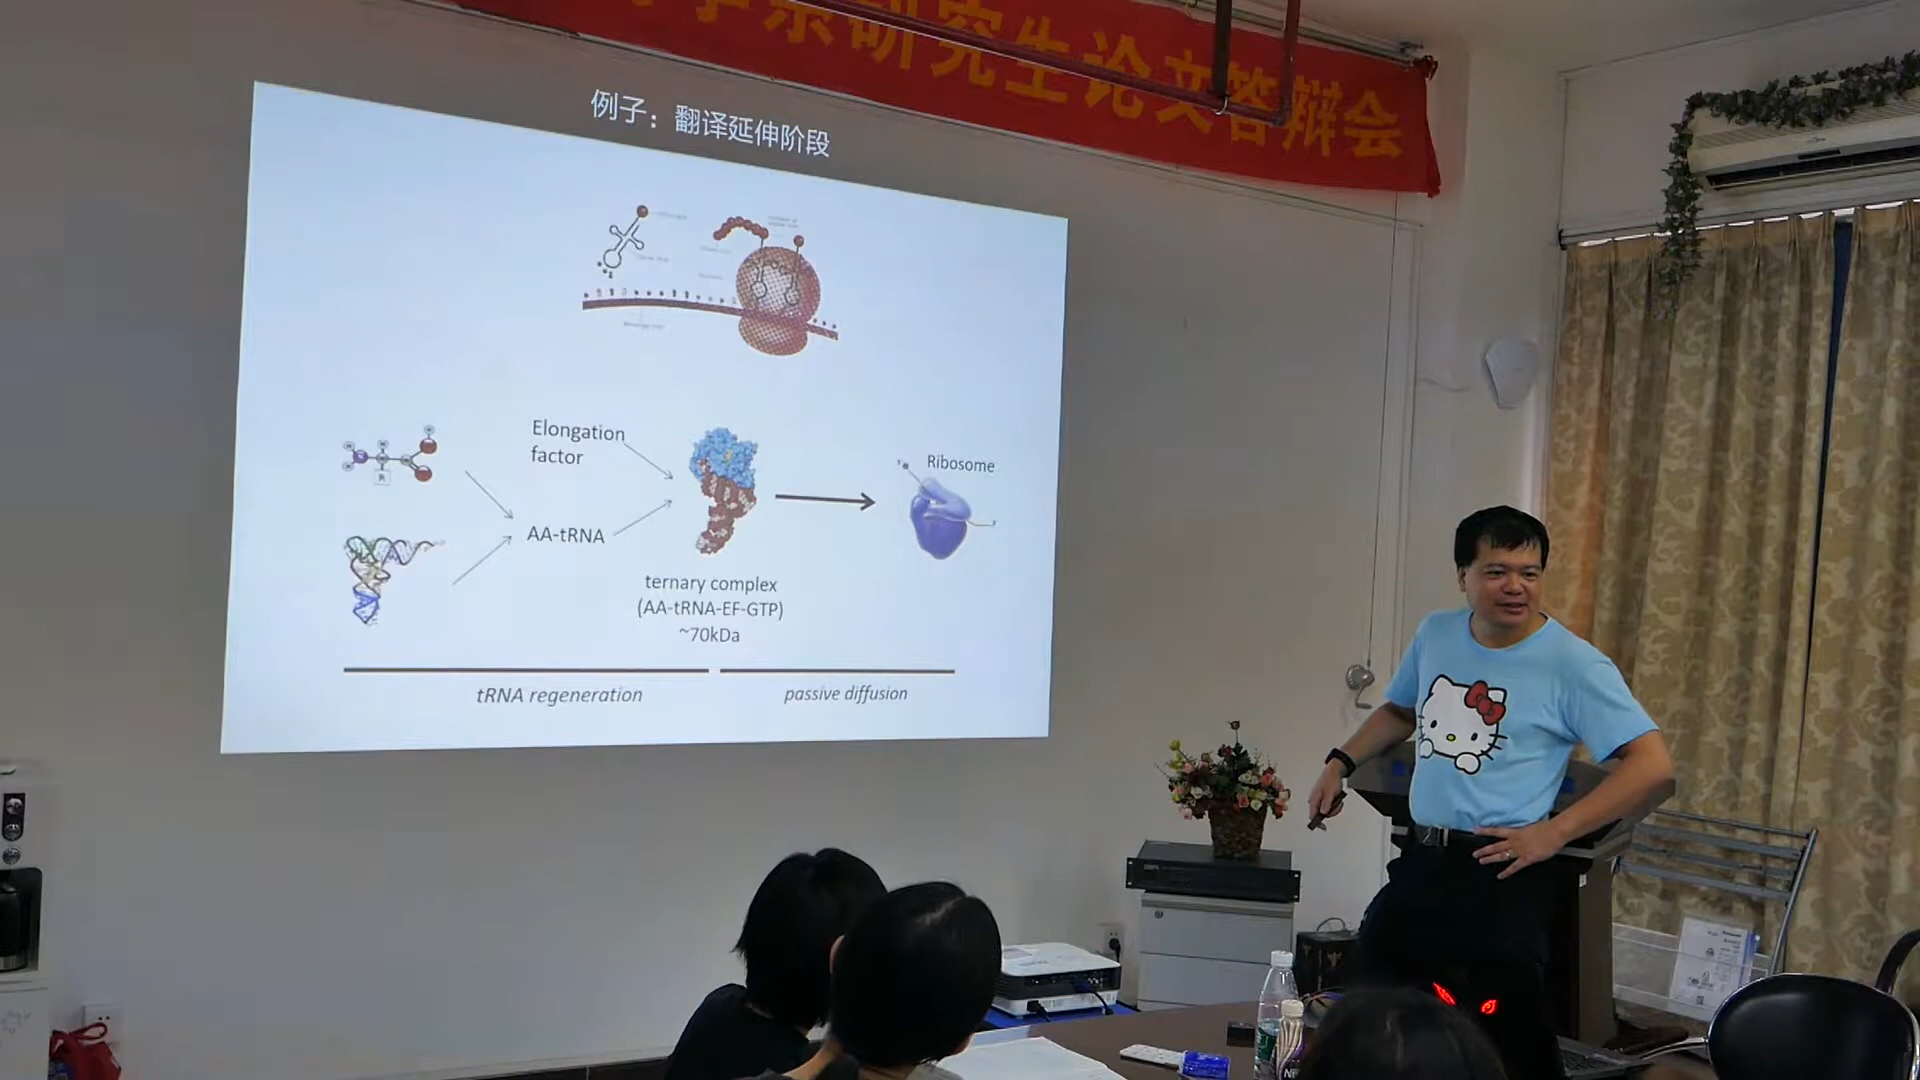 研究生论文答辩会
例子：翻译延伸阶段
Elongation
factor
Ribosome
AA-tRNA
ternary complex
(AA-tRNA-EF-GTP)
~70kDa
tRNA regeneration
passive diffusion